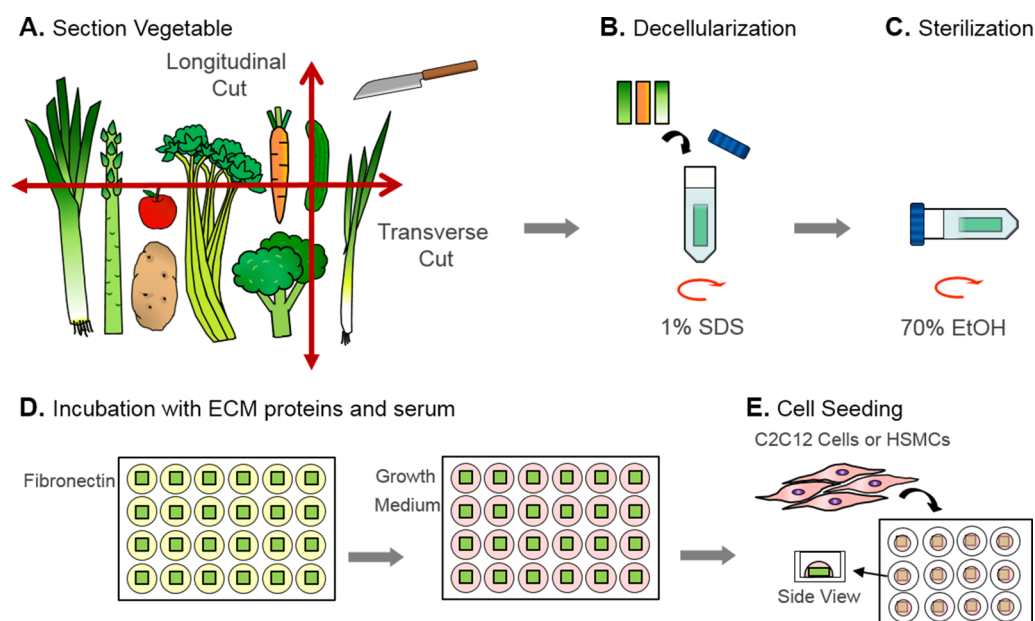 A. Section Vegetable
Longitudinal
Cut
Transverse
Cut
B. Decellularization
1% SDS
C. Sterilization
70% EtOH
D. Incubation with ECM proteins and serum
Fibronectin
Growth
Medium
E. Cell Seeding
C2C12 Cells or HSMCs
Side View